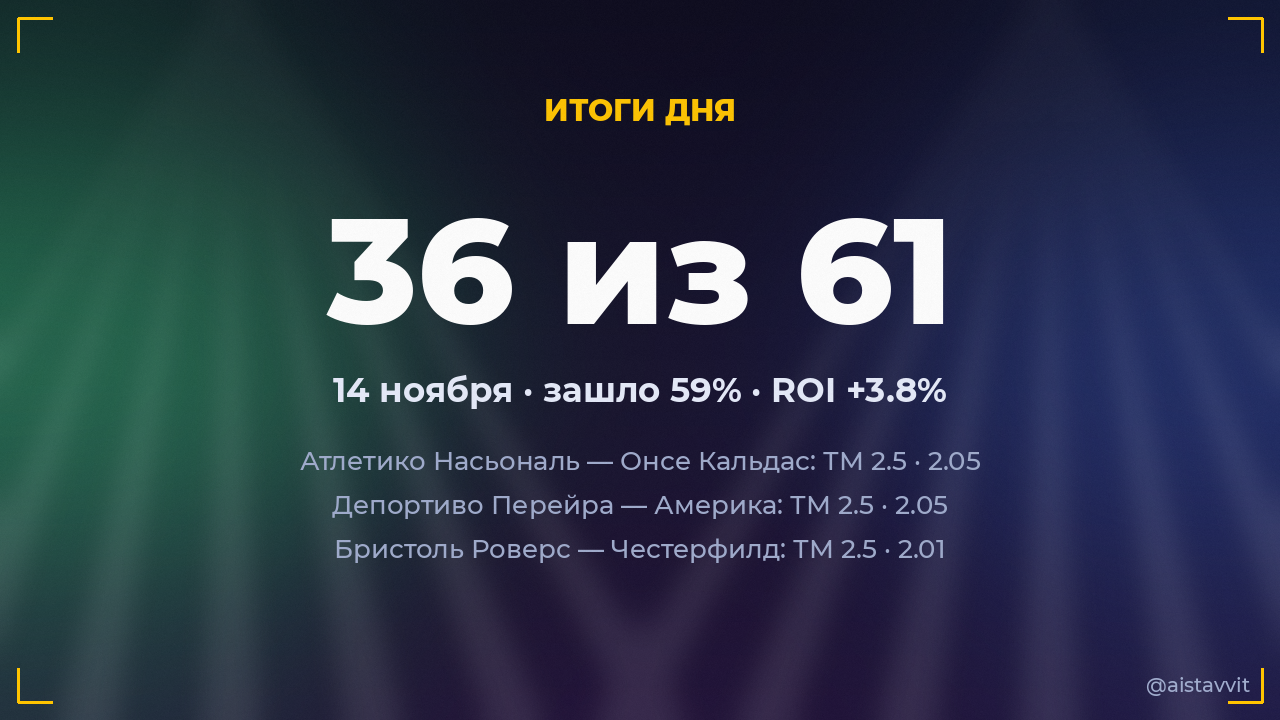 ИТОГИ ДНЯ
36 из 61
14 ноября · зашло 59% · ROI +3.8%
Атлетико Насьональ — Онсе Кальдас: ТМ 2.5 · 2.05
Депортиво Перейра — Америка: ТМ 2.5 · 2.05
Бристоль Роверс — Честерфилд: ТМ 2.5 · 2.01
@aistavvit